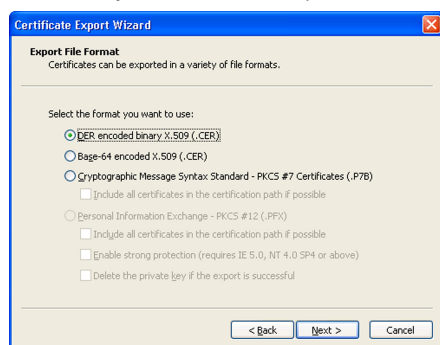 Certificate Export Wizard
Export File Format
Certificates can be exported in a variety of file formats.
Select the format you want to use:
DER encoded binary X.509 (.CER)
Base-64 encoded X.509 (.CER)
Cryptographic Message Syntax Standard - PKCS #7 Certificates (.P7B)
Include all certificates in the certification path if possible
Personal Information Exchange - PKCS #12 (.PFX)
Include all certificates in the certification path if possible
Enable strong protection (requires IE 5.0, NT 4.0 SP4 or above)
Delete the private key if the export is successful
< Back Next > Cancel